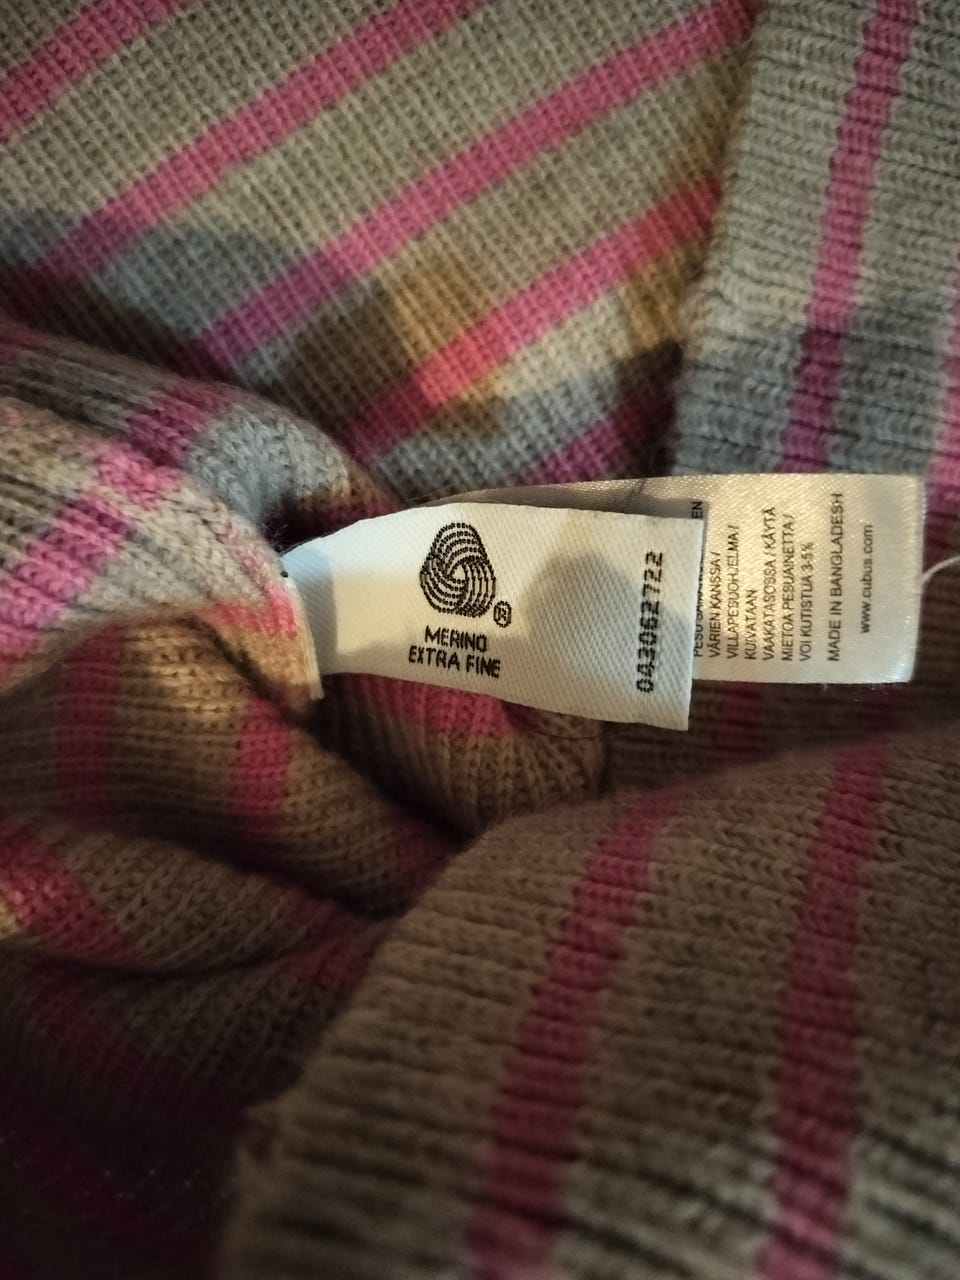 ®
MERINO
EXTRA FINE
043062722
EN
VÄRIEN KANSSA /
VILLAPESUOHJELMA /
KUIVATAAN
VAAKATASOSSA / KÄYTÄ
MIETOA PESUAINETTA /
VOI KUTISTUA 3-5%
MADE IN BANGLADESH
www.cubus.com